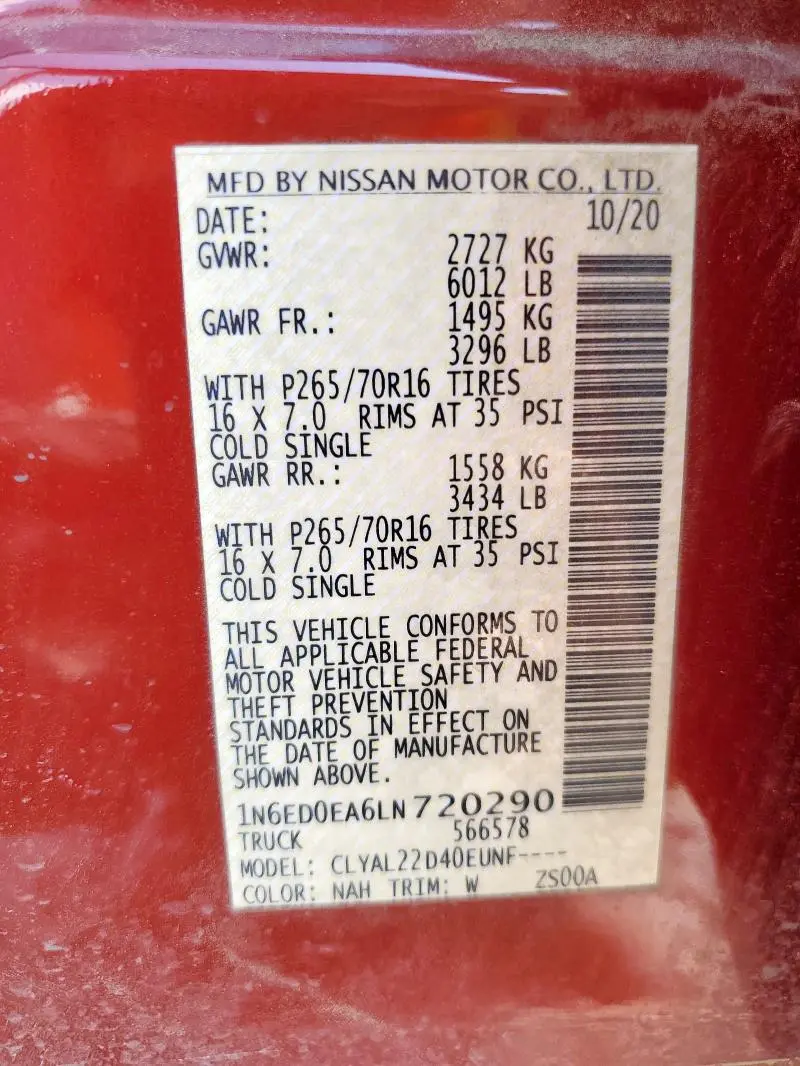 MFD BY NISSAN MOTOR CO., LTD.
DATE: 10/20
GVWR: 2727 KG
6012 LB
GAWR FR.: 1495 KG
3296 LB
WITH P265/70R16 TIRES
16 X 7.0 RIMS AT 35 PSI
COLD SINGLE
GAWR RR.: 1558 KG
3434 LB
WITH P265/70R16 TIRES
16 X 7.0 RIMS AT 35 PSI
COLD SINGLE
THIS VEHICLE CONFORMS TO
ALL APPLICABLE FEDERAL
MOTOR VEHICLE SAFETY AND
THEFT PREVENTION
STANDARDS IN EFFECT ON
THE DATE OF MANUFACTURE
SHOWN ABOVE.
1N6ED0EA6LN720290
TRUCK 566578
MODEL: CLYAL22D40EUNF----
COLOR: NAH TRIM: W ZS00A